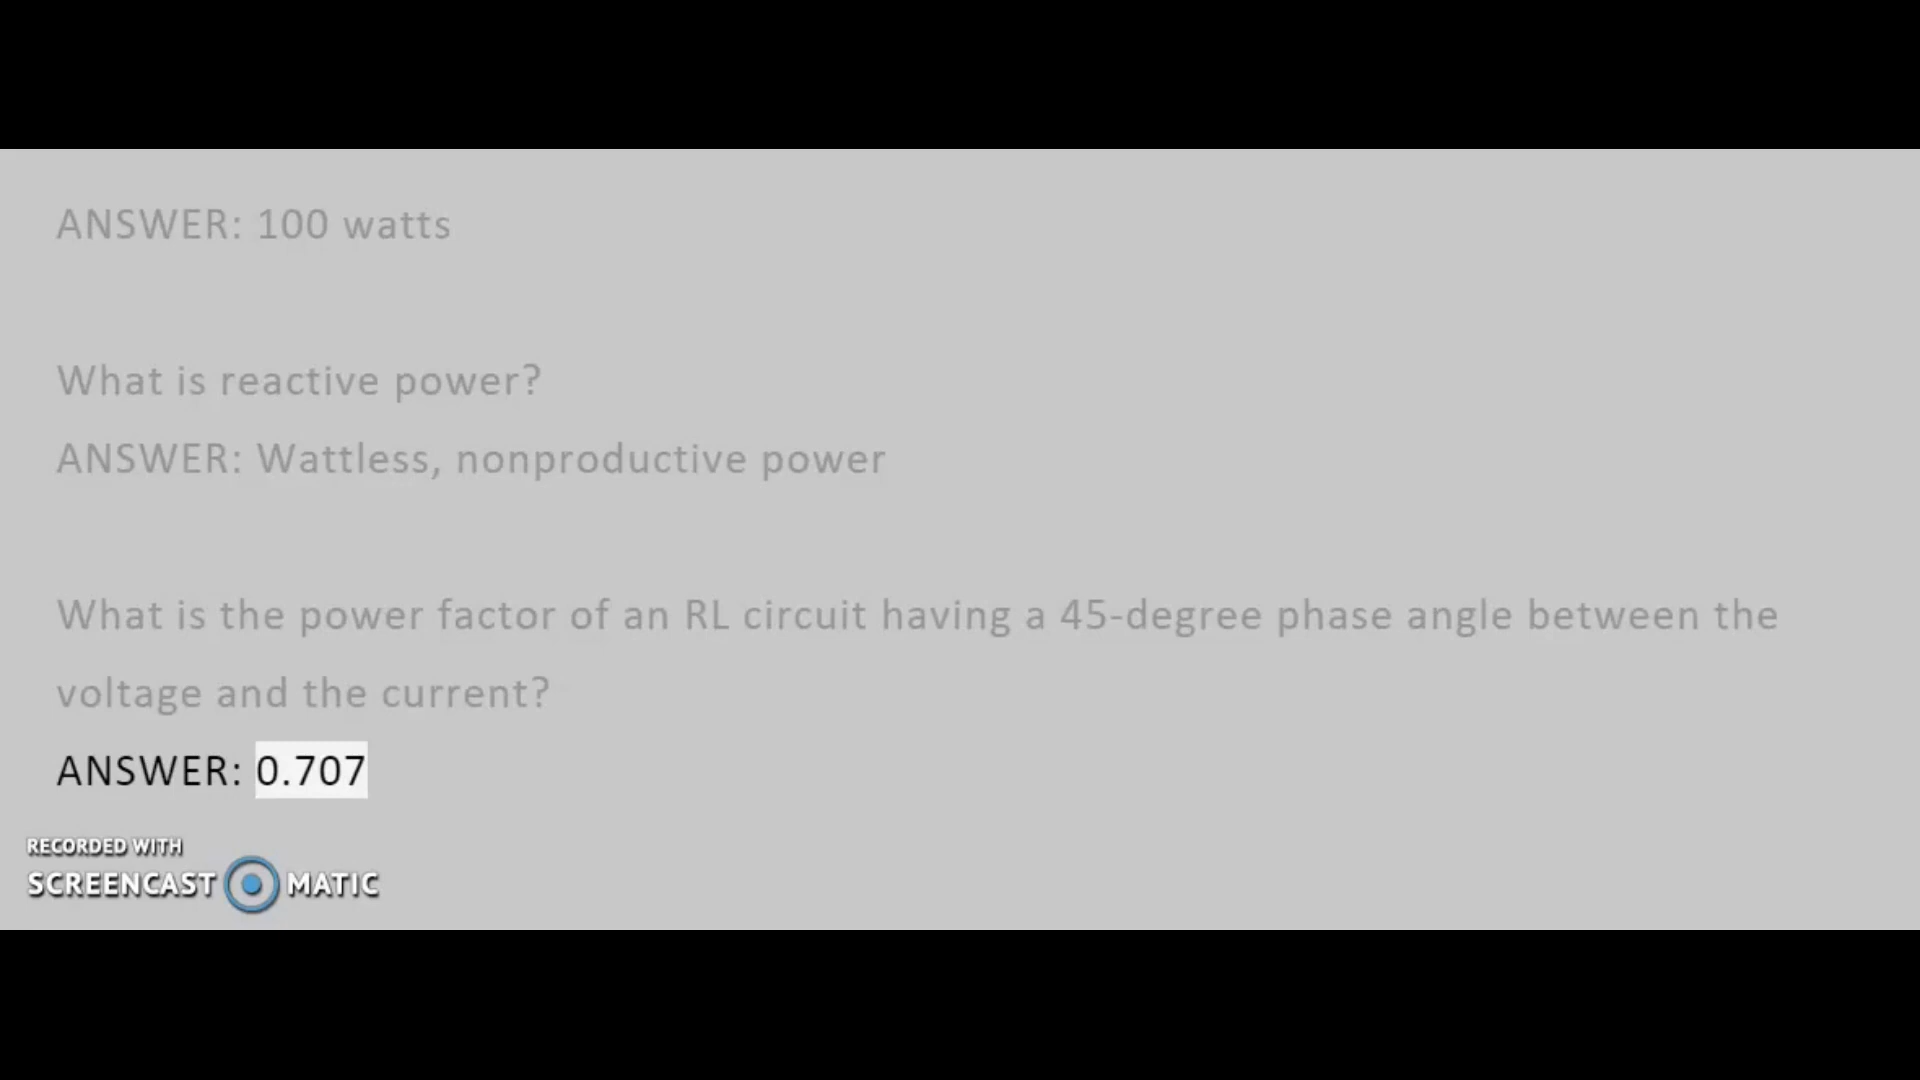 ANSWER: 100 watts
What is reactive power?
ANSWER: Wattless, nonproductive power
What is the power factor of an RL circuit having a 45-degree phase angle between the
voltage and the current?
ANSWER: 0.707
RECORDED WITH
SCREENCAST MATIC